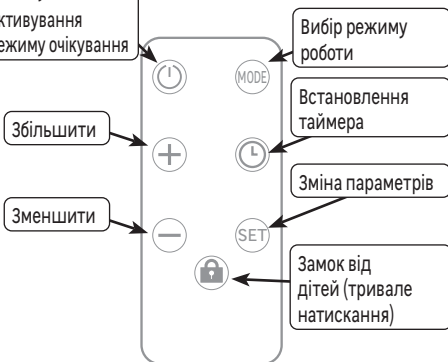 ктивування
ежиму очікування
Збільшити
Зменшити
MODE
SET
Вибір режиму
роботи
Встановлення
таймера
Зміна параметрів
Замок від
дітей (тривале
натискання)